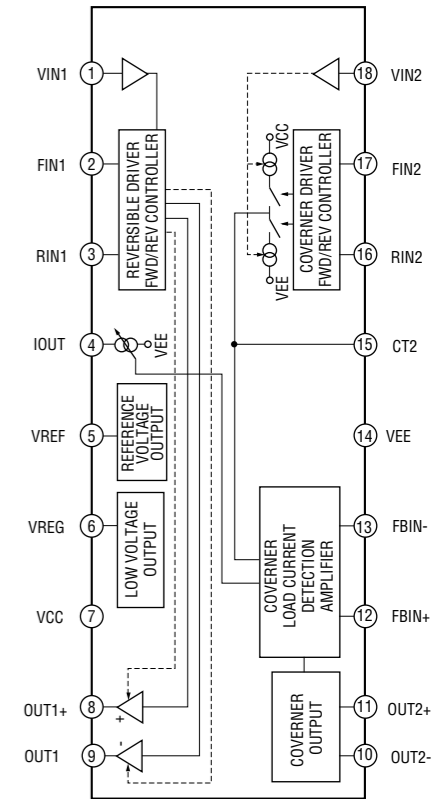 VIN1
1
18
VIN2
FIN1
2
REVERSIBLE DRIVER
FWD/REV CONTROLLER
VCC
COVERNER DRIVER
FWD/REV CONTROLLER
17
FIN2
RIN1
3
VEE
16
RIN2
IOUT
4
VEE
15
CT2
VREF
5
REFERENCE
VOLTAGE
OUTPUT
14
VEE
VREG
6
LOW VOLTAGE
OUTPUT
COVERNER
LOAD CURRENT
DETECTION
AMPLIFIER
13
FBIN-
VCC
7
12
FBIN+
OUT1+
8
+
COVERNER
OUTPUT
11
OUT2+
OUT1
9
-
10
OUT2-